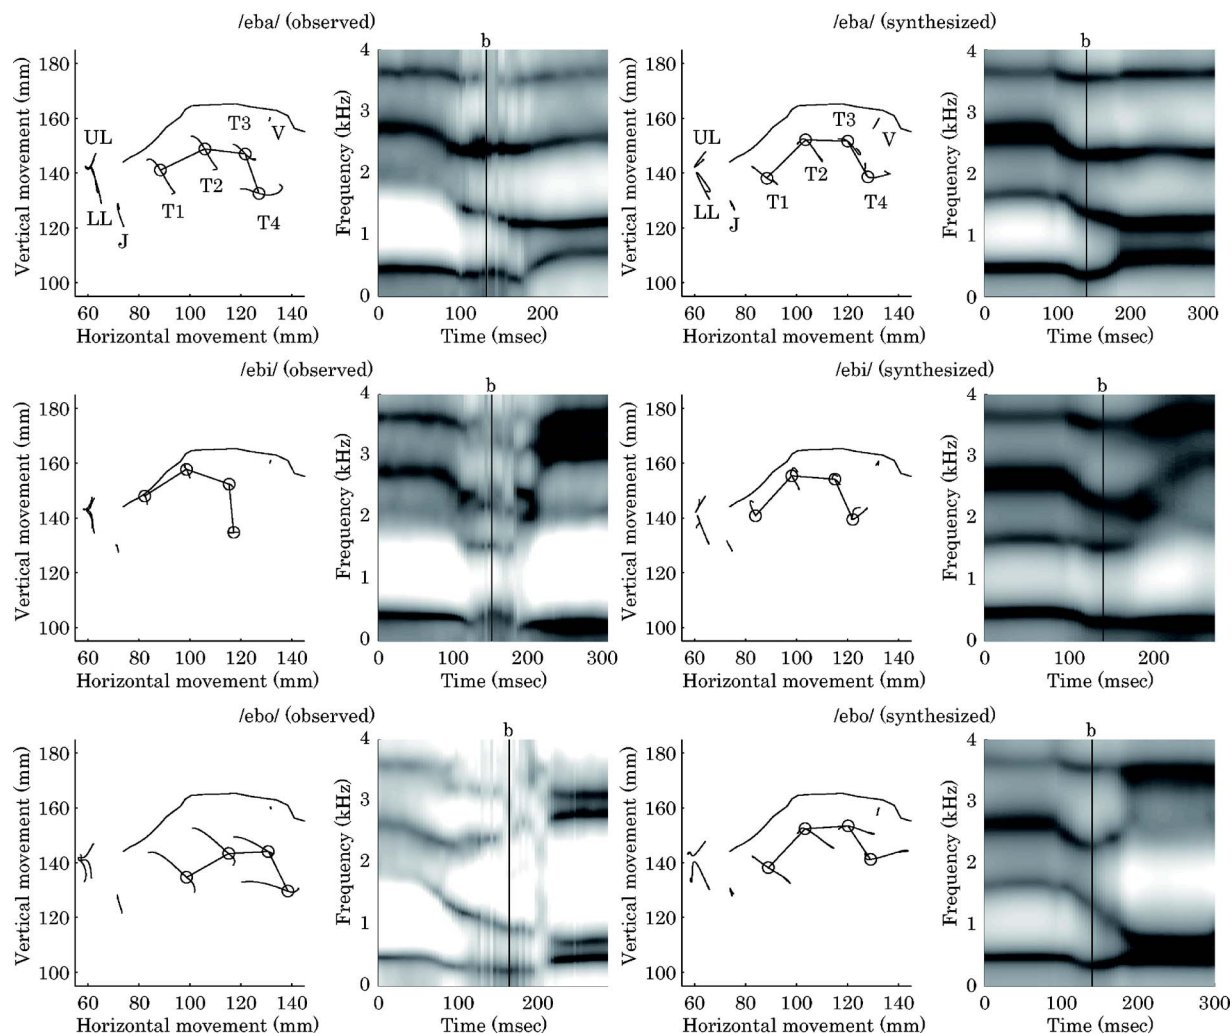 /eba/ (observed)
/eba/ (synthesized)
Vertical movement (mm)
180
160
140
120
100
UL
LL
J
T1
T2
T3
T4
V
60 80 100 120 140
Horizontal movement (mm)
b
Frequency (kHz)
4
3
2
1
0
0 100 200
Time (msec)
Vertical movement (mm)
180
160
140
120
100
UL
LL
J
T1
T2
T3
T4
V
60 80 100 120 140
Horizontal movement (mm)
b
Frequency (kHz)
4
3
2
1
0
0 100 200 300
Time (msec)
/ebi/ (observed)
/ebi/ (synthesized)
Vertical movement (mm)
180
160
140
120
100
60 80 100 120 140
Horizontal movement (mm)
b
Frequency (kHz)
4
3
2
1
0
0 100 200 300
Time (msec)
Vertical movement (mm)
180
160
140
120
100
60 80 100 120 140
Horizontal movement (mm)
b
Frequency (kHz)
4
3
2
1
0
0 100 200
Time (msec)
/ebo/ (observed)
/ebo/ (synthesized)
Vertical movement (mm)
180
160
140
120
100
60 80 100 120 140
Horizontal movement (mm)
b
Frequency (kHz)
4
3
2
1
0
0 100 200
Time (msec)
Vertical movement (mm)
180
160
140
120
100
60 80 100 120 140
Horizontal movement (mm)
b
Frequency (kHz)
4
3
2
1
0
0 100 200 300
Time (msec)